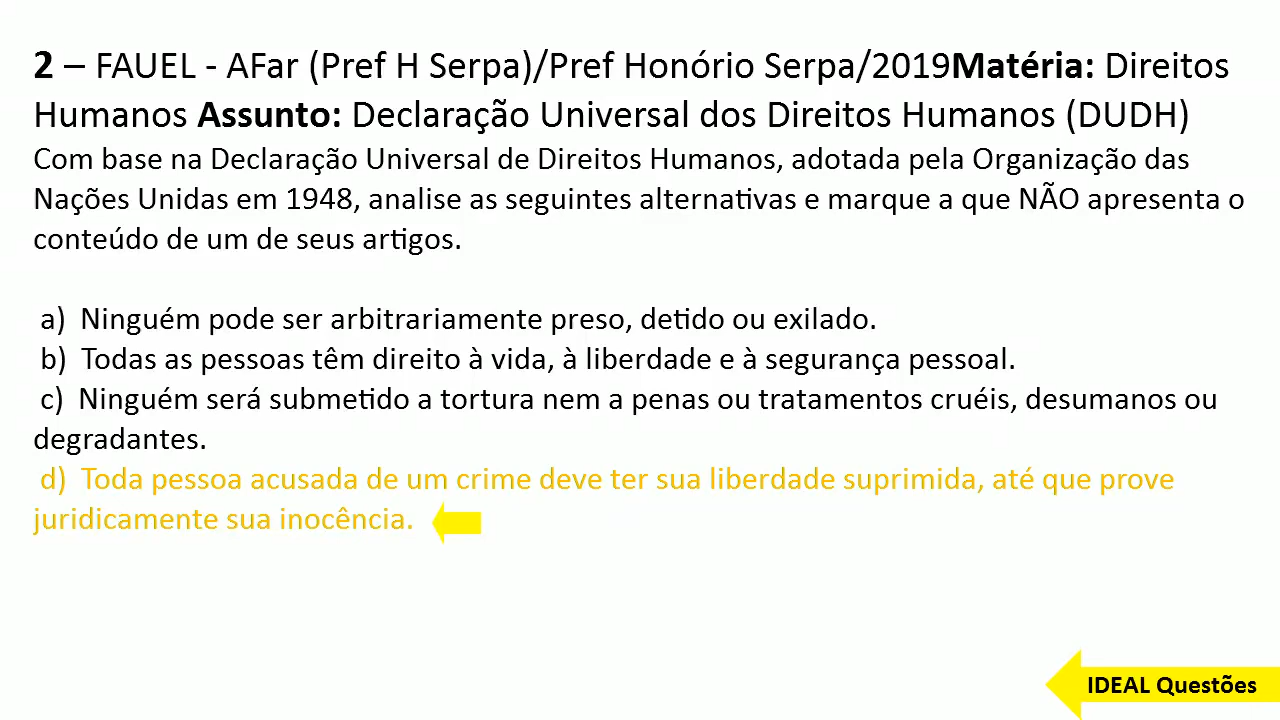 2 – FAUEL - AFar (Pref H Serpa)/Pref Honório Serpa/2019Matéria: Direitos
Humanos Assunto: Declaração Universal dos Direitos Humanos (DUDH)
Com base na Declaração Universal de Direitos Humanos, adotada pela Organização das
Nações Unidas em 1948, analise as seguintes alternativas e marque a que NÃO apresenta o
conteúdo de um de seus artigos.
a) Ninguém pode ser arbitrariamente preso, detido ou exilado.
b) Todas as pessoas têm direito à vida, à liberdade e à segurança pessoal.
c) Ninguém será submetido a tortura nem a penas ou tratamentos cruéis, desumanos ou
degradantes.
d) Toda pessoa acusada de um crime deve ter sua liberdade suprimida, até que prove
juridicamente sua inocência.
IDEAL Questões